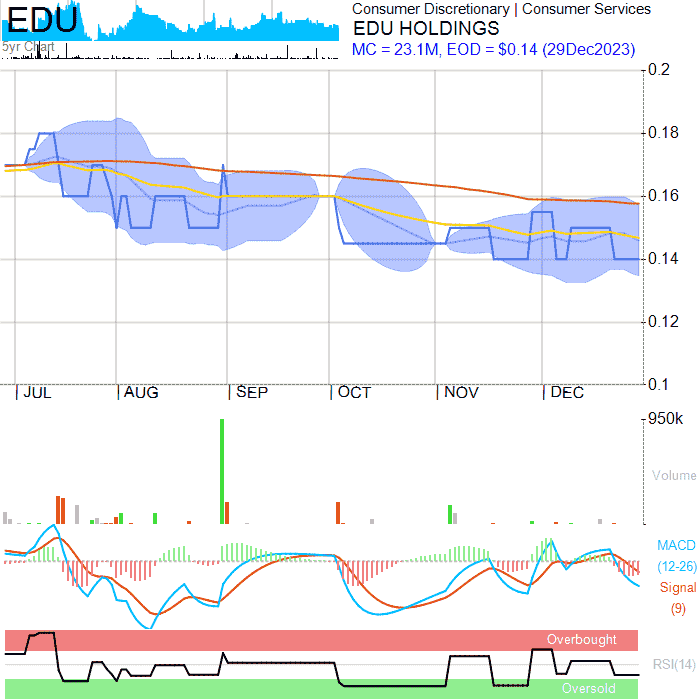 EDU
5yr Chart
Consumer Discretionary | Consumer Services
EDU HOLDINGS
MC = 23.1M, EOD = $0.14 (29Dec2023)
0.2
0.18
0.16
0.14
0.12
0.1
JUL
AUG
SEP
OCT
NOV
DEC
950k
Volume
MACD
(12-26)
Signal
(9)
Overbought
RSI(14)
Oversold